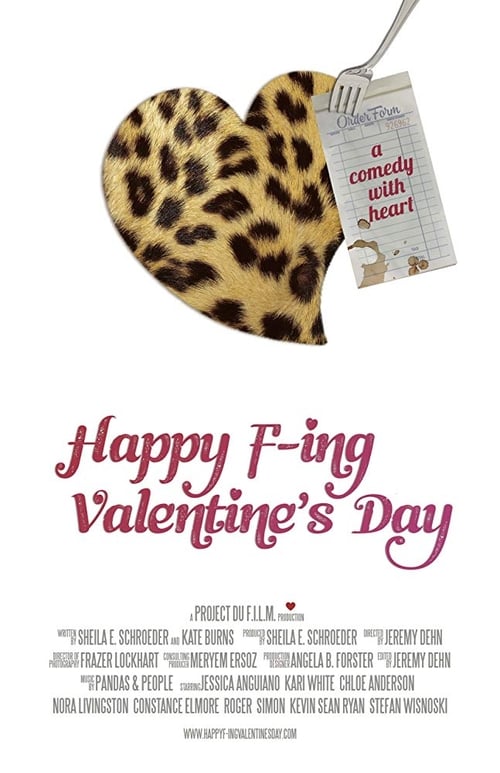 Order Form
976962
a
comedy
with
heart
Happy F-ing
Valentine's Day
A PROJECT DU F.I.L.M. PRODUCTION
WRITTEN BY SHEILA E. SCHROEDER AND KATE BURNS PRODUCED BY SHEILA E. SCHROEDER DIRECTED BY JEREMY DEHN
DIRECTOR OF PHOTOGRAPHY FRAZER LOCKHART CONSULTING PRODUCER MERYEM ERSOZ PRODUCTION DESIGNER ANGELA B. FORSTER EDITED BY JEREMY DEHN
MUSIC BY PANDAS & PEOPLE STARRING JESSICA ANGUIANO KARI WHITE CHLOE ANDERSON
NORA LIVINGSTON CONSTANCE ELMORE ROGER SIMON KEVIN SEAN RYAN STEFAN WISNOSKI
WWW.HAPPYF-INGVALENTINESDAY.COM